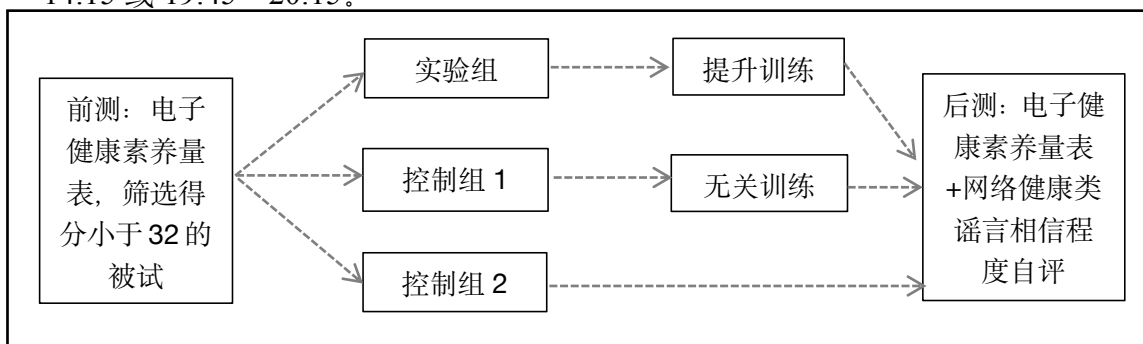 14:15 或 19:45—20:15。
前测：电子
健康素养量
表，筛选得
分小于 32 的
被试
实验组
控制组 1
控制组 2
提升训练
无关训练
后测：电子健
康素养量表
+网络健康类
谣言相信程
度自评